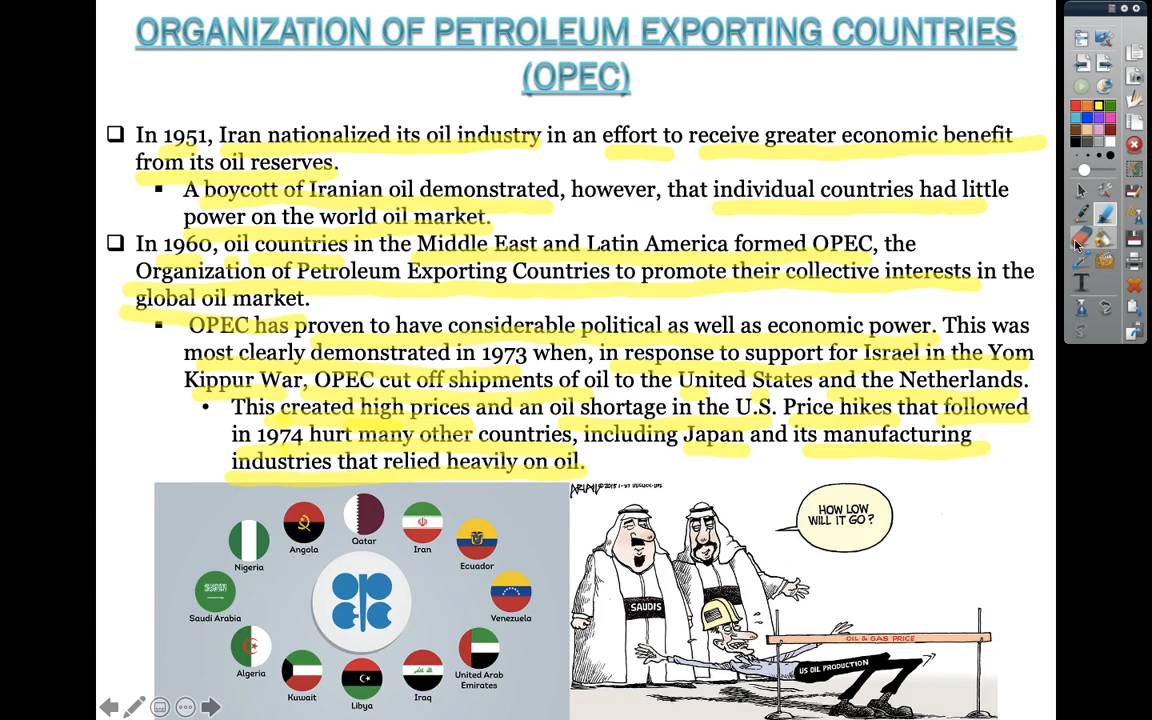 ORGANIZATION OF PETROLEUM EXPORTING COUNTRIES
(OPEC)
In 1951, Iran nationalized its oil industry in an effort to receive greater economic benefit
from its oil reserves.
A boycott of Iranian oil demonstrated, however, that individual countries had little
power on the world oil market.
In 1960, oil countries in the Middle East and Latin America formed OPEC, the
Organization of Petroleum Exporting Countries to promote their collective interests in the
global oil market.
OPEC has proven to have considerable political as well as economic power. This was
most clearly demonstrated in 1973 when, in response to support for Israel in the Yom
Kippur War, OPEC cut off shipments of oil to the United States and the Netherlands.
This created high prices and an oil shortage in the U.S. Price hikes that followed
in 1974 hurt many other countries, including Japan and its manufacturing
industries that relied heavily on oil.
Qatar
Angola
Iran
Nigeria
Ecuador
Saudi Arabia
Venezuela
Algeria
United Arab
Emirates
Kuwait
Libya
Iraq
HOW LOW
WILL IT GO?
SAUDIS
OIL & GAS PRICE
US OIL PRODUCTION
T